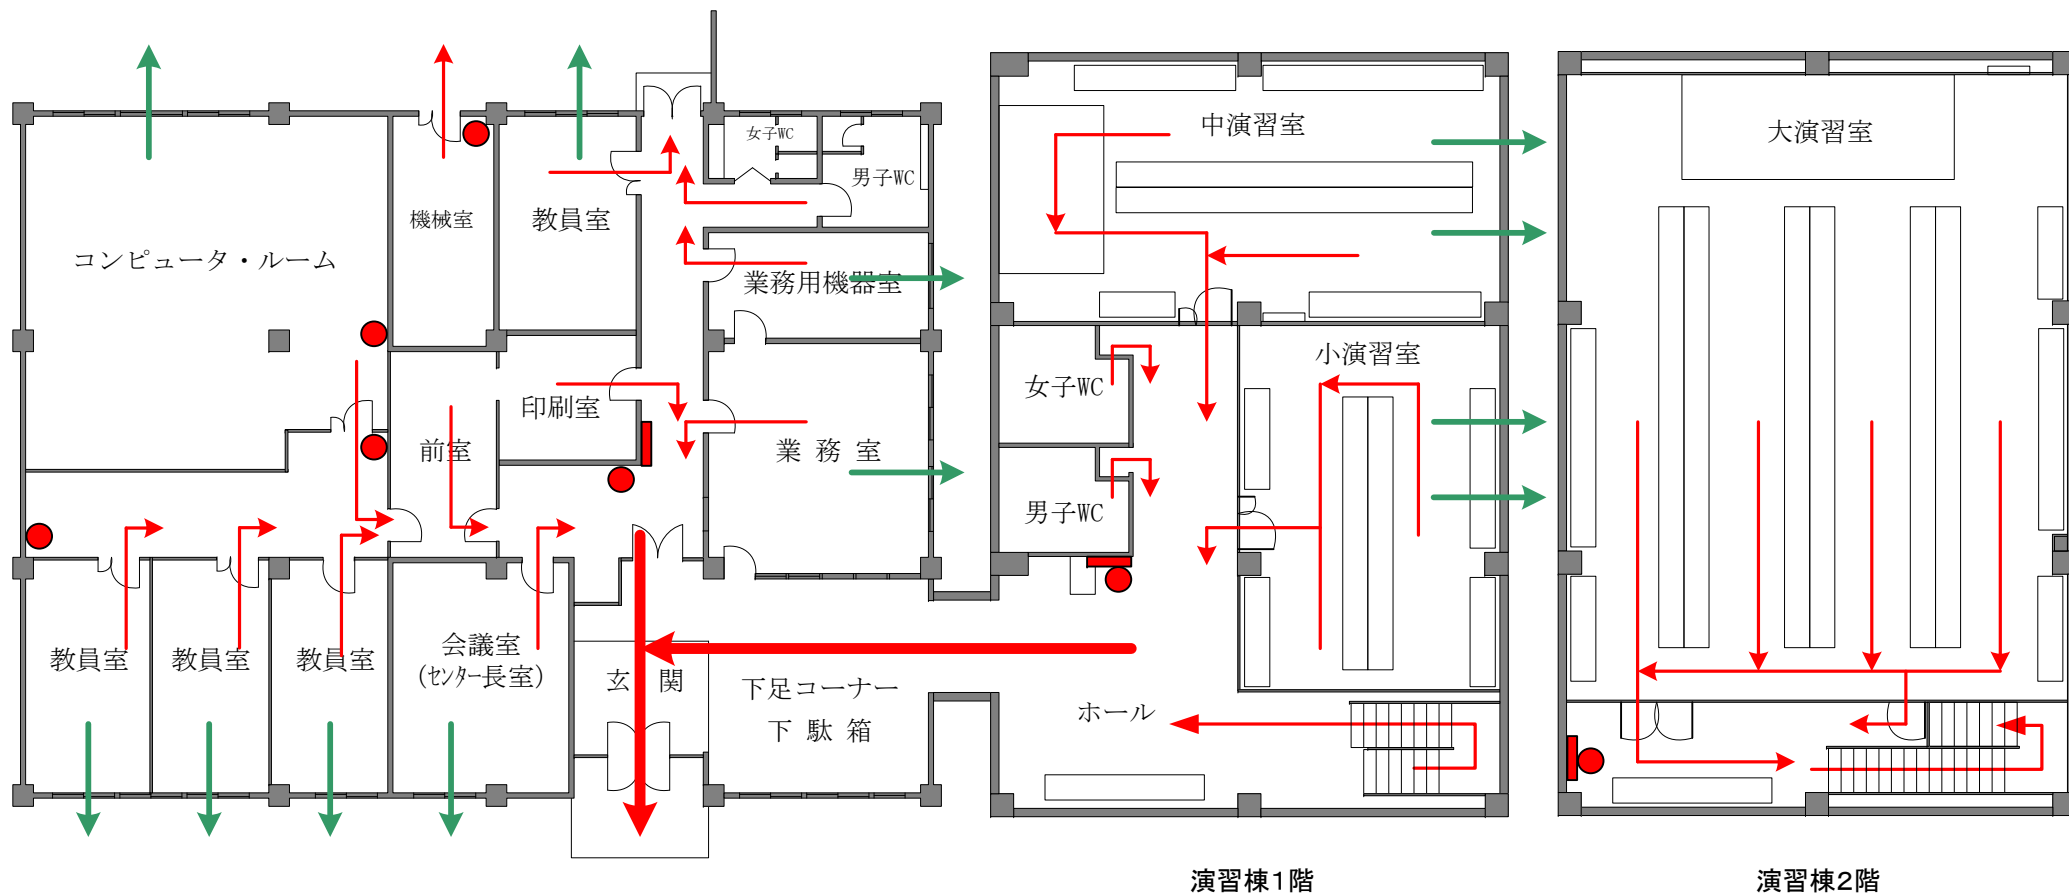 コンピュータ・ルーム
機械室
教員室
女子WC
男子WC
業務用機器室
印刷室
前室
業 務 室
教員室
教員室
教員室
会議室
(センター長室)
玄 関
下足コーナー
下 駄 箱
中演習室
女子WC
男子WC
小演習室
ホール
演習棟1階
大演習室
演習棟2階